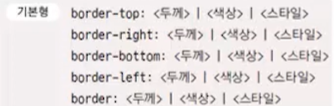 기본형 border-top: <두께> | <색상> | <스타일>
border-right: <두께> | <색상> | <스타일>
border-bottom: <두께> | <색상> | <스타일>
border-left: <두께> | <색상> | <스타일>
border: <두께> | <색상> | <스타일>